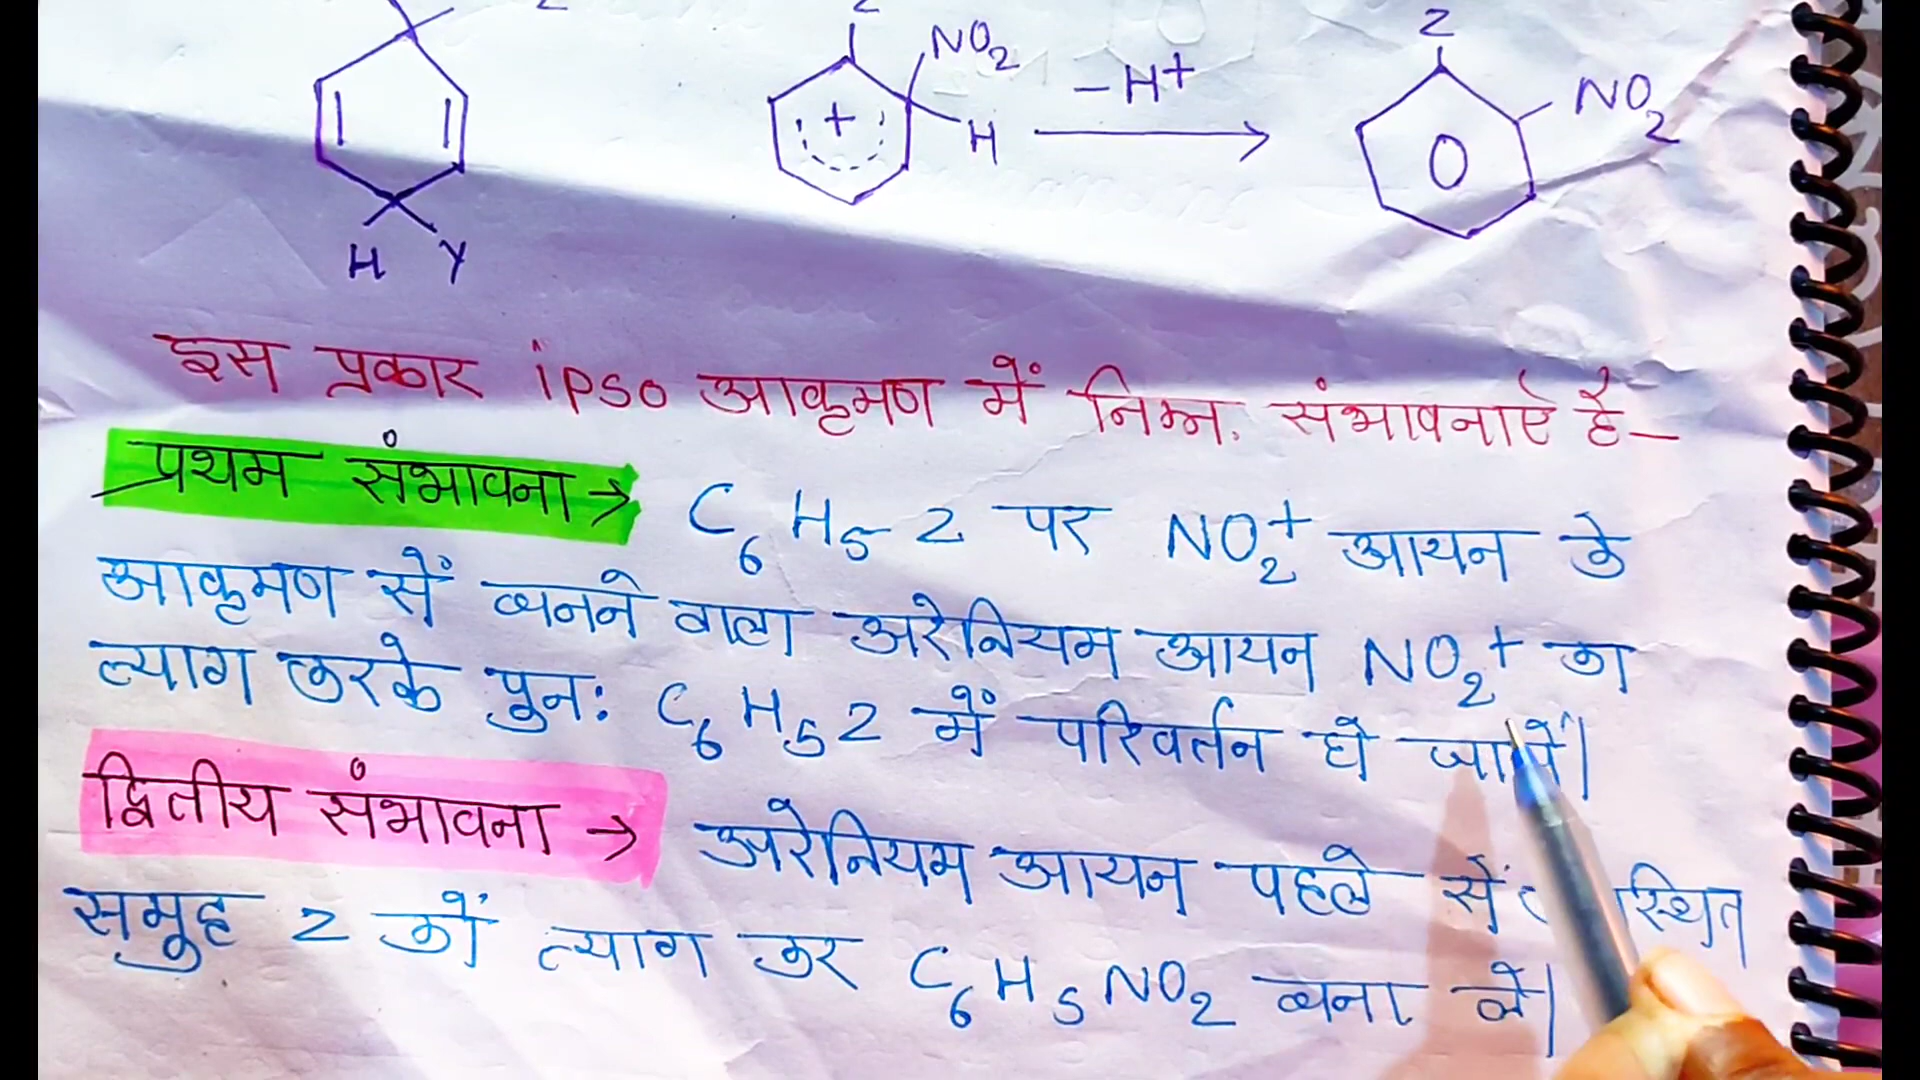 Z
NO2
H
-H+
Z
NO2
+
H Y
इस प्रकार ipso आक्रमण में निम्न. संभावनाएं है-
प्रथम संभावना → C6H5-Z पर NO2+ आयन के
आक्रमण सें बनने वाला अरेनियम आयन NO2+ का
त्याग करके पुनः C6H5Z में परिवर्तन हो जायें।
द्वितीय संभावना → अरेनियम आयन पहले सें स्थित
समुह Z कों त्याग कर C6H5NO2 बना लें।